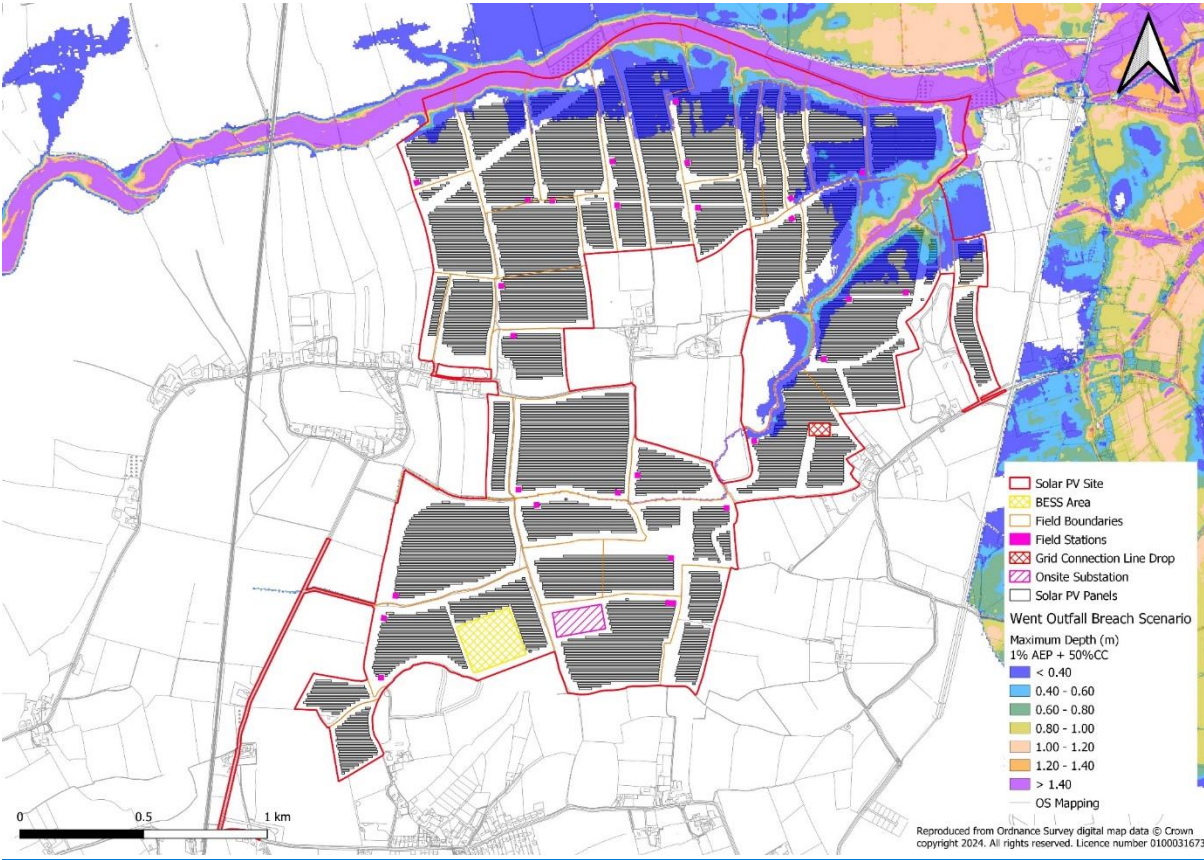 Solar PV Site
BESS Area
Field Boundaries
Field Stations
Grid Connection Line Drop
Onsite Substation
Solar PV Panels
Went Outfall Breach Scenario
Maximum Depth (m)
1% AEP + 50%CC
< 0.40
0.40 - 0.60
0.60 - 0.80
0.80 - 1.00
1.00 - 1.20
1.20 - 1.40
> 1.40
OS Mapping
0 0.5 1 km
Reproduced from Ordnance Survey digital map data © Crown
copyright 2024. All rights reserved. Licence number 01000316